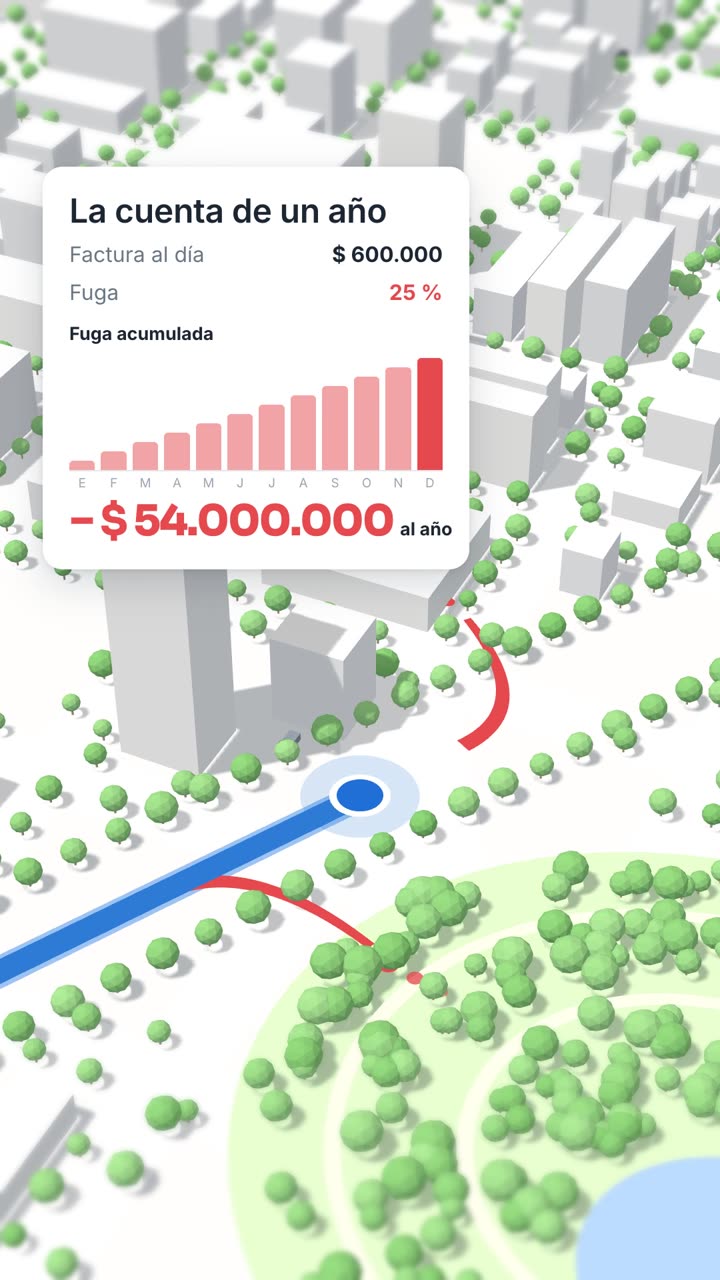 La cuenta de un año
Factura al día $ 600.000
Fuga 25 %
Fuga acumulada
E F M A M J J A S O N D
– $ 54.000.000 al año